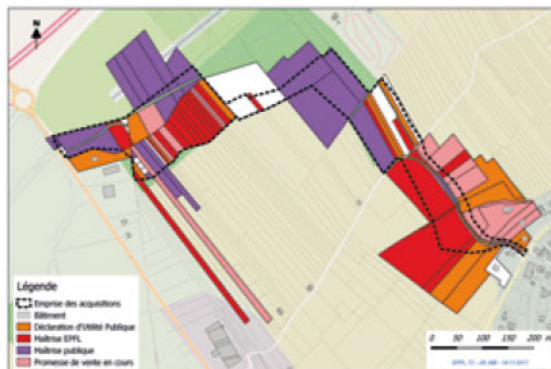 N
Légende
Emprise des acquisitions
Bâtiment
Déclaration d'Utilité Publique
Maîtrise EPFL
Maîtrise publique
Promesse de vente en cours
0 50 100 150 200 m